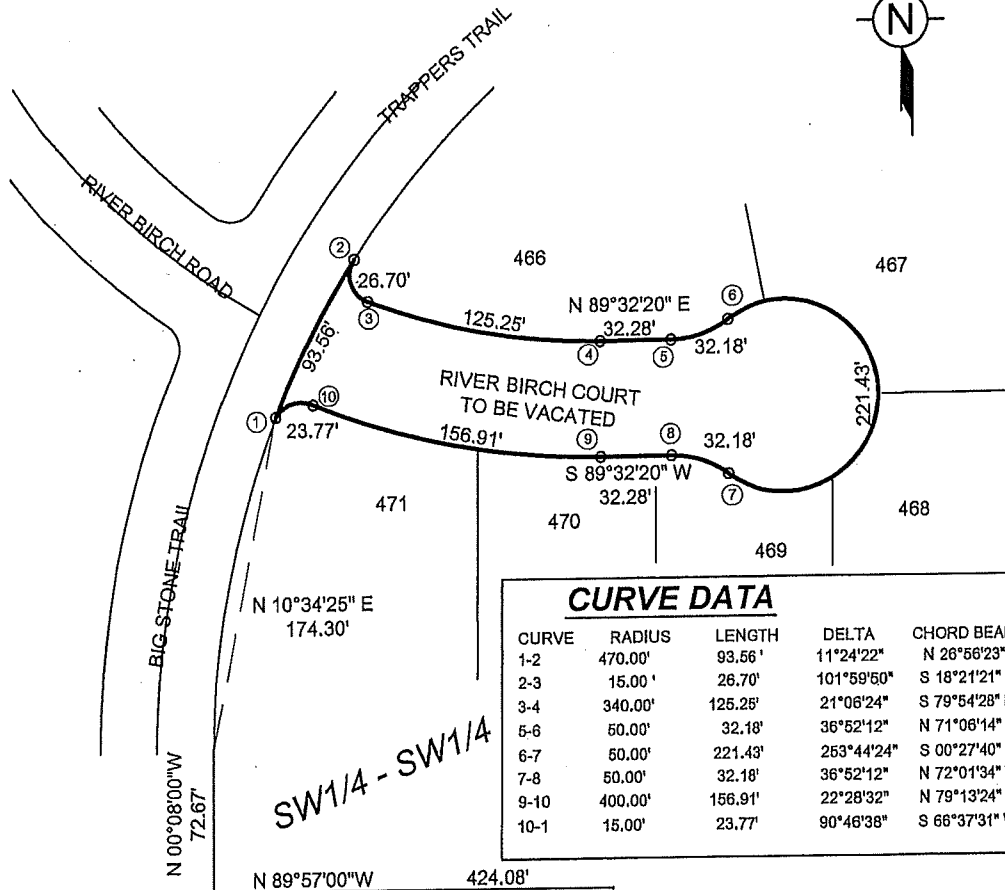 N
TRAPPERS TRAIL
RIVER BIRCH ROAD
2
26.70'
3
466
467
N 89°32'20" E
32.28'
125.25'
4
5
6
32.18'
93.56'
RIVER BIRCH COURT
TO BE VACATED
221.43'
1
10
23.77'
156.91'
9
8
32.18'
S 89°32'20" W
32.28'
7
471
470
469
468
BIG STONE TRAIL
N 10°34'25" E
174.30'
SW1/4 - SW1/4
N 00°08'00"W
72.67'
N 89°57'00"W 424.08'
CURVE DATA
CURVE RADIUS LENGTH DELTA CHORD BEA
1-2 470.00' 93.56' 11°24'22" N 26°56'23"
2-3 15.00' 26.70' 101°59'50" S 18°21'21"
3-4 340.00' 125.25' 21°06'24" S 79°54'28"
5-6 50.00' 32.18' 36°52'12" N 71°06'14"
6-7 50.00' 221.43' 253°44'24" S 00°27'40"
7-8 50.00' 32.18' 36°52'12" N 72°01'34"
9-10 400.00' 156.91' 22°28'32" N 79°13'24"
10-1 15.00' 23.77' 90°46'38" S 66°37'31" W